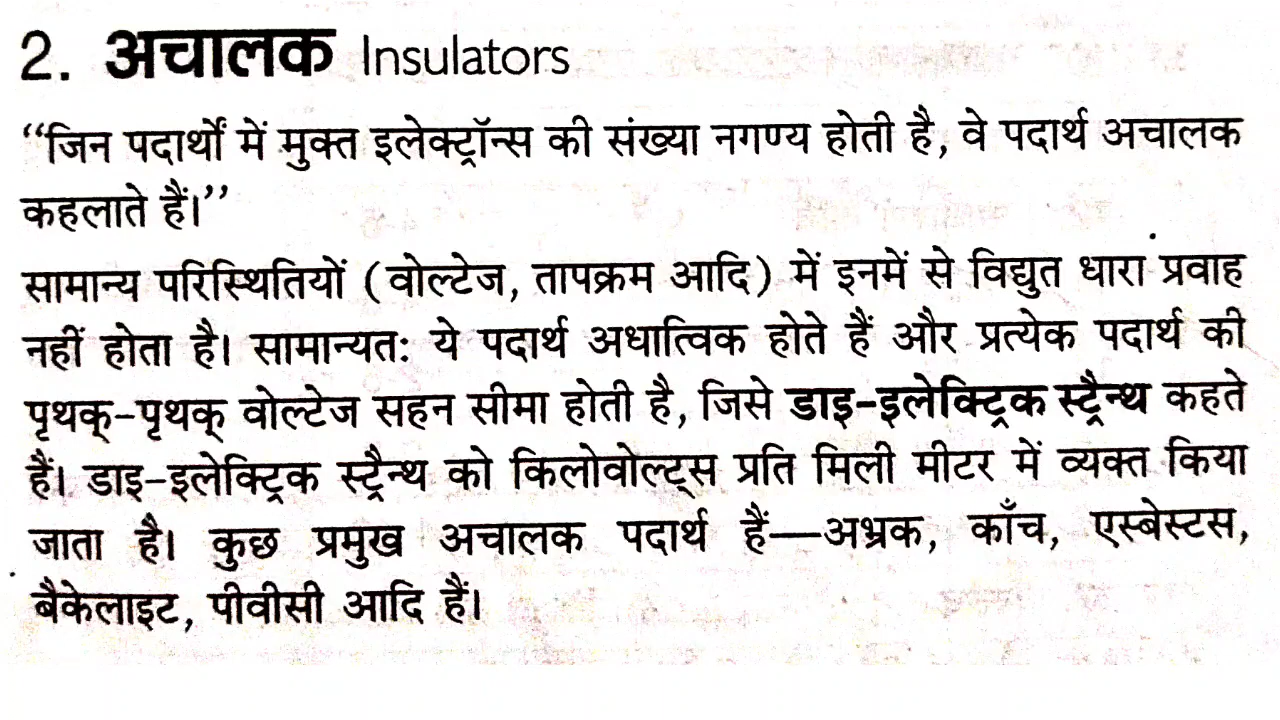 2. अचालक Insulators
“जिन पदार्थों में मुक्त इलेक्ट्रॉन्स की संख्या नगण्य होती है, वे पदार्थ अचालक
कहलाते हैं।”
सामान्य परिस्थितियों (वोल्टेज, तापक्रम आदि) में इनमें से विद्युत धारा प्रवाह
नहीं होता है। सामान्यत: ये पदार्थ अधात्विक होते हैं और प्रत्येक पदार्थ की
पृथक्-पृथक् वोल्टेज सहन सीमा होती है, जिसे डाइ-इलेक्ट्रिक स्ट्रैन्थ कहते
हैं। डाइ-इलेक्ट्रिक स्ट्रैन्थ को किलोवोल्ट्स प्रति मिली मीटर में व्यक्त किया
जाता है। कुछ प्रमुख अचालक पदार्थ हैं—अभ्रक, काँच, एस्बेस्टस,
बैकेलाइट, पीवीसी आदि हैं।